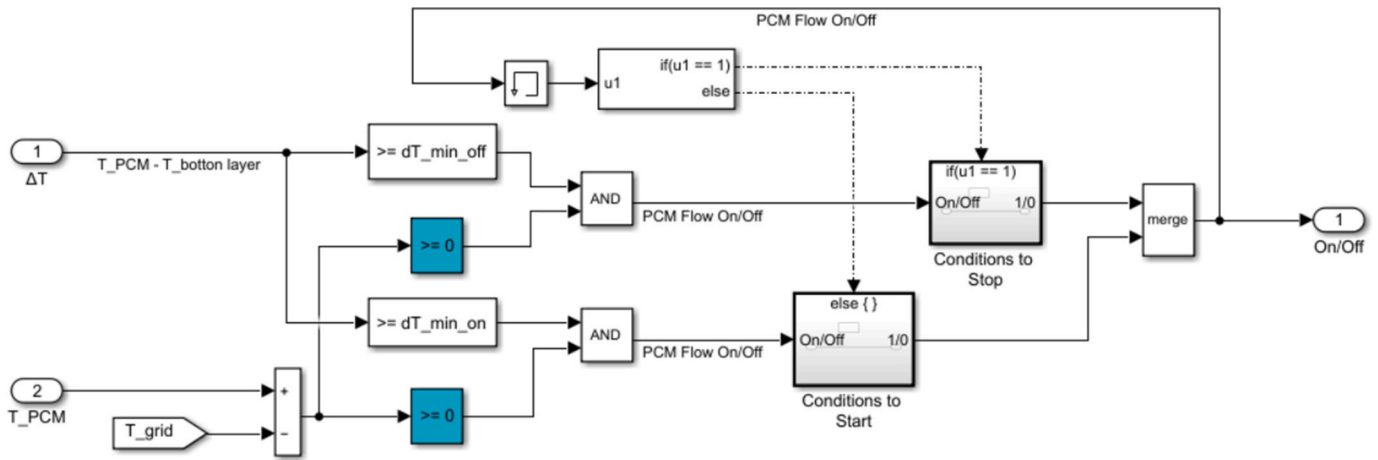 PCM Flow On/Off
if(u1 == 1)
u1
else
1
ΔT
T_PCM - T_botton layer
>= dT_min_off
AND
PCM Flow On/Off
>= 0
if(u1 == 1)
On/Off
1/0
Conditions to
Stop
merge
1
On/Off
>= dT_min_on
AND
PCM Flow On/Off
else { }
On/Off
1/0
Conditions to
Start
2
T_PCM
+
−
T_grid
>= 0